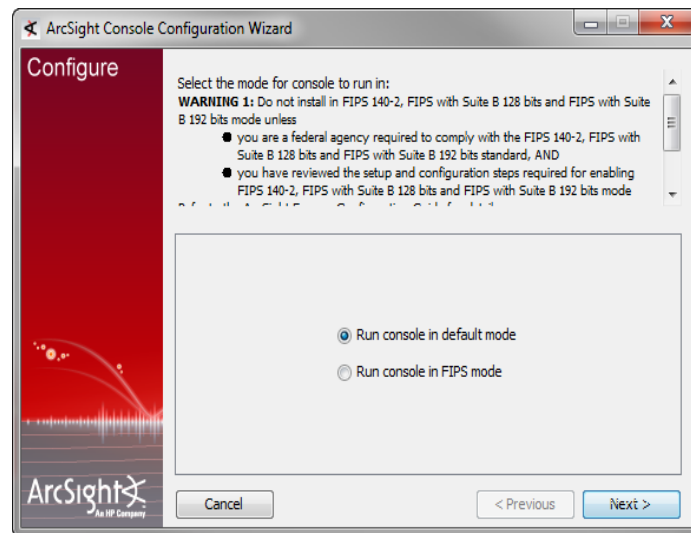 ArcSight Console Configuration Wizard
Configure
Select the mode for console to run in:
WARNING 1: Do not install in FIPS 140-2, FIPS with Suite B 128 bits and FIPS with Suite
B 192 bits mode unless
you are a federal agency required to comply with the FIPS 140-2, FIPS with
Suite B 128 bits and FIPS with Suite B 192 bits standard, AND
you have reviewed the setup and configuration steps required for enabling
FIPS 140-2, FIPS with Suite B 128 bits and FIPS with Suite B 192 bits mode
Run console in default mode
Run console in FIPS mode
ArcSight
An HP Company
Cancel
< Previous
Next >